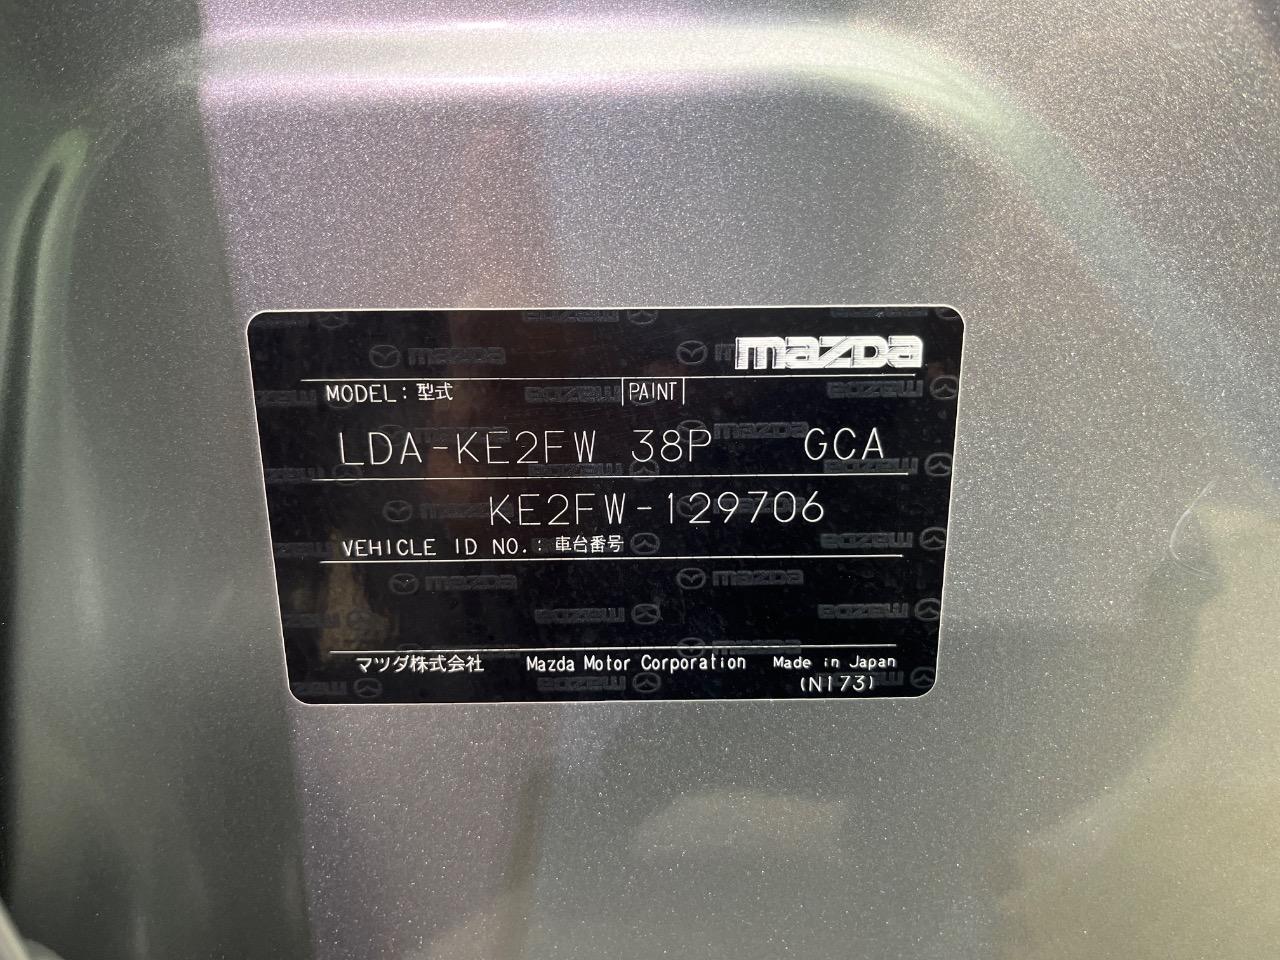 mazda
MODEL : 型式 PAINT
LDA-KE2FW 38P GCA
KE2FW-129706
VEHICLE ID NO. : 車台番号
マツダ株式会社 Mazda Motor Corporation Made in Japan
(N173)